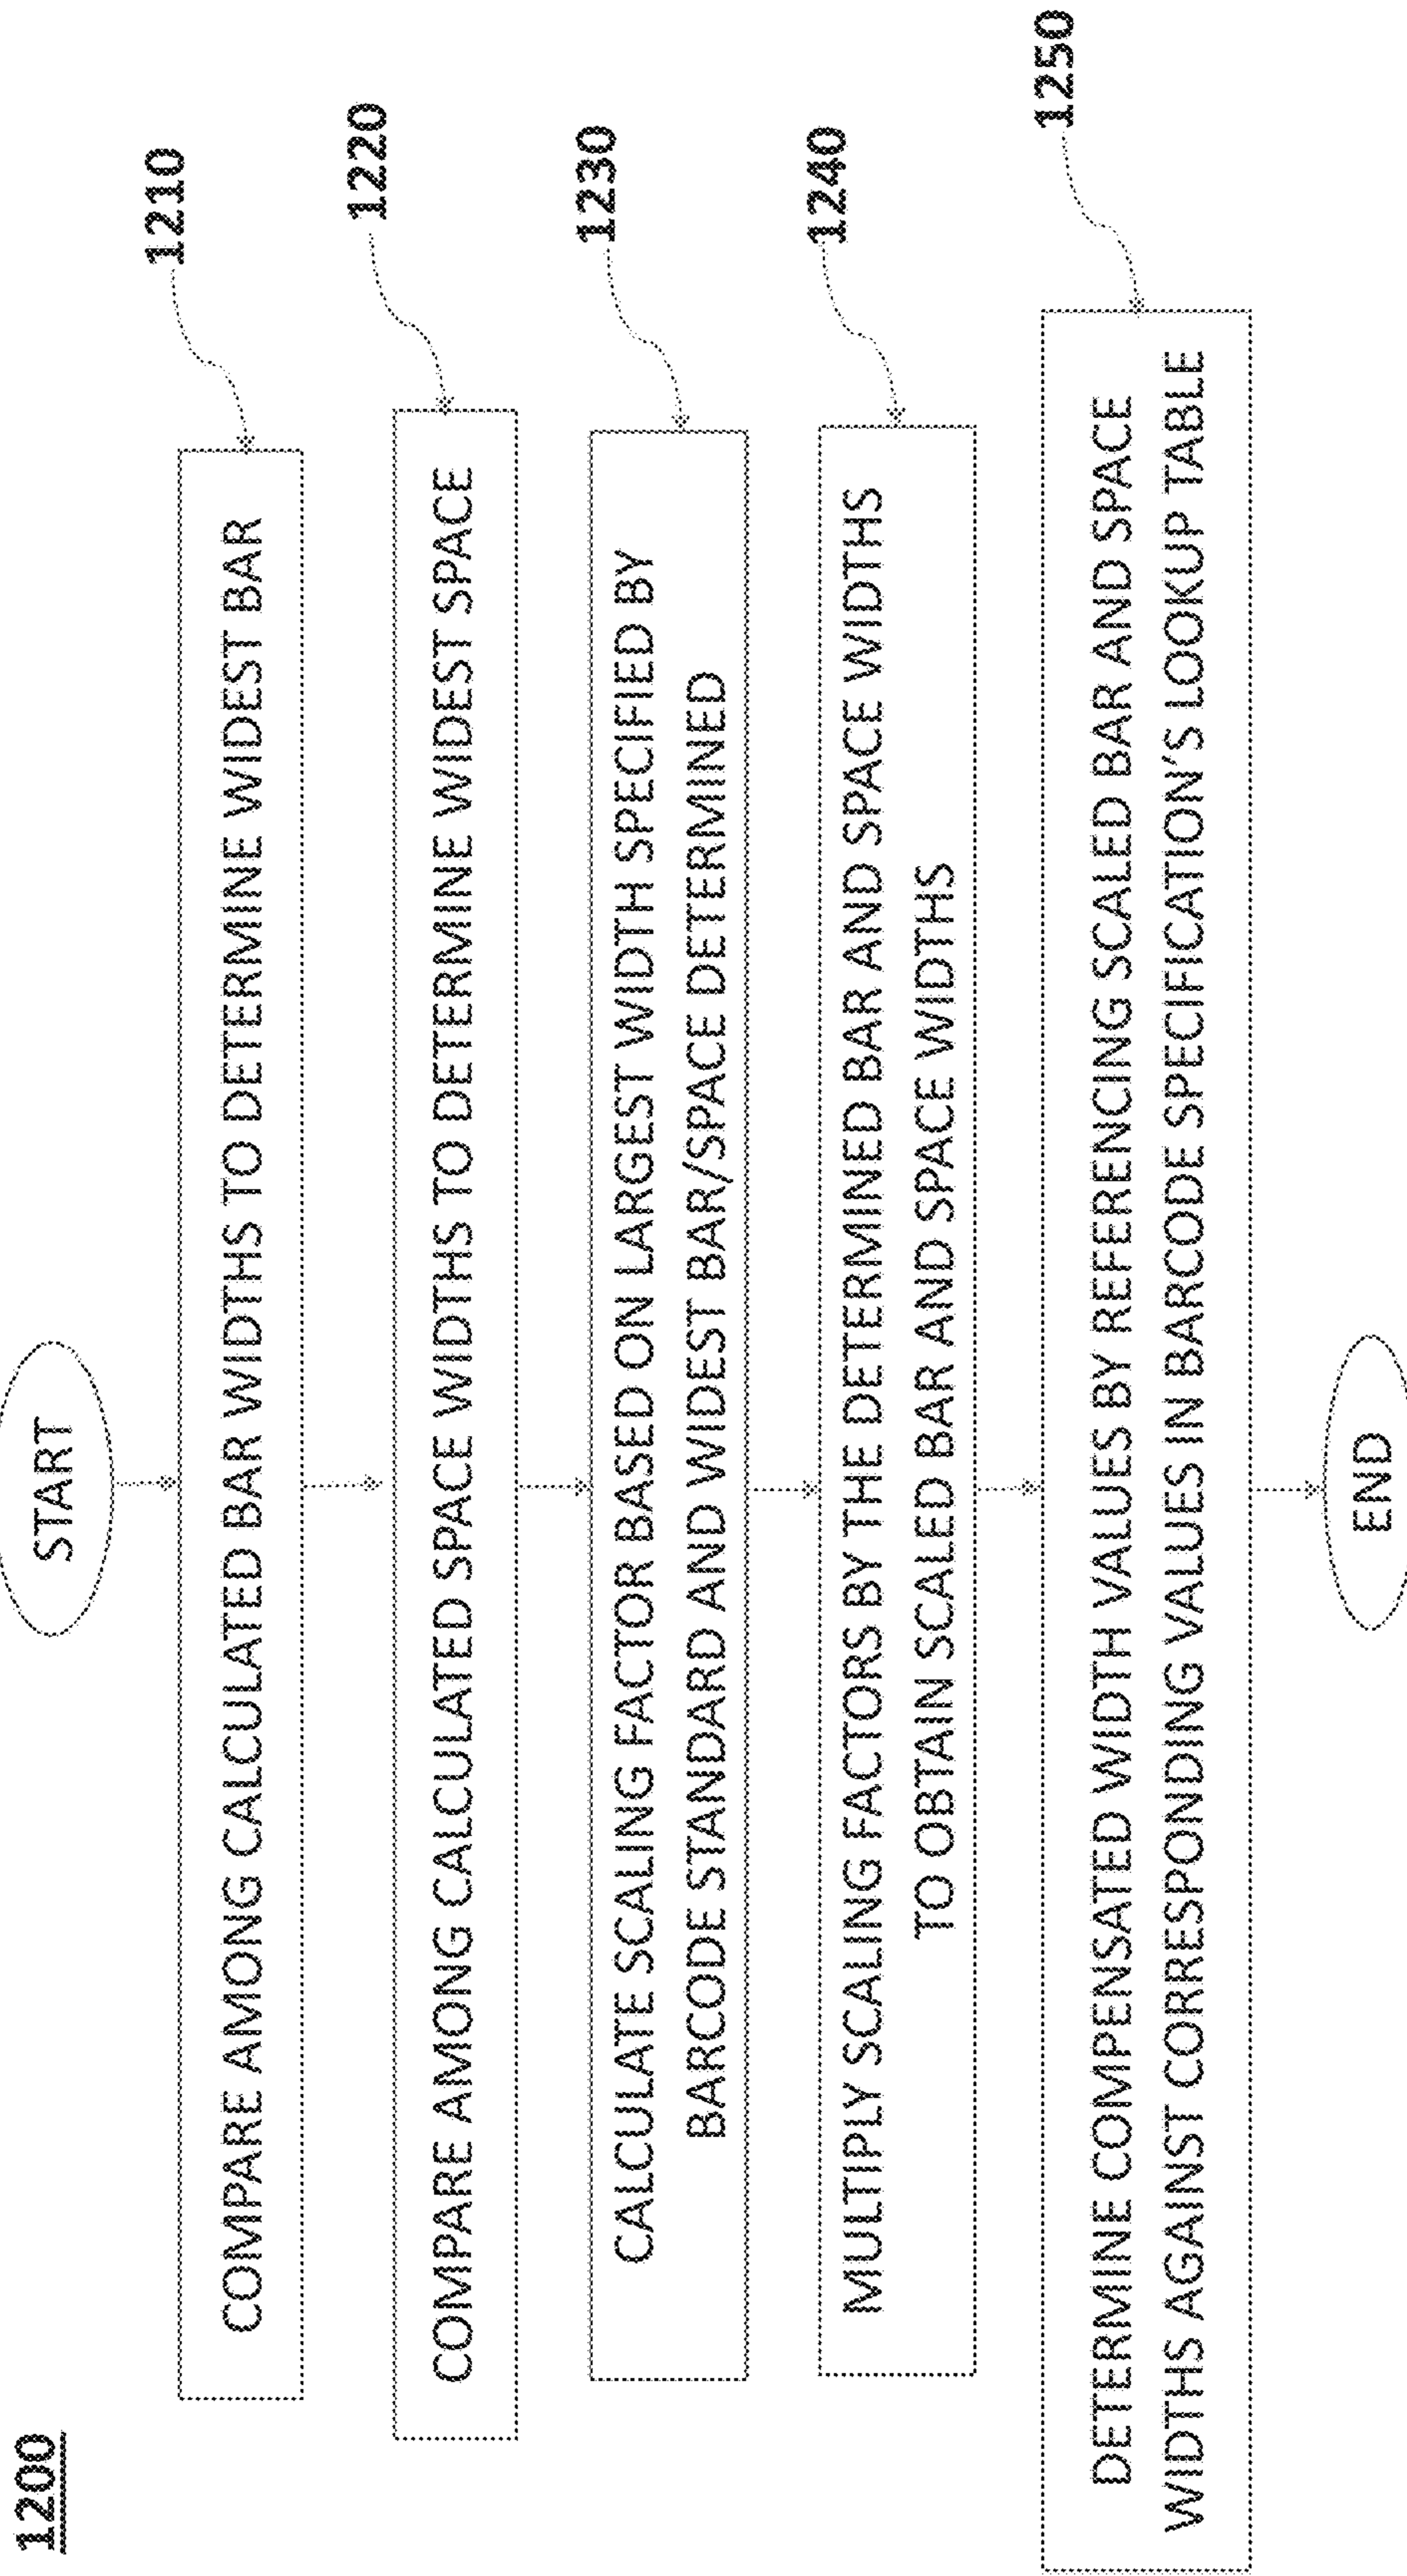 1200
START
COMPARE AMONG CALCULATED BAR WIDTHS TO DETERMINE WIDEST BAR
1210
COMPARE AMONG CALCULATED SPACE WIDTHS TO DETERMINE WIDEST SPACE
1220
CALCULATE SCALING FACTOR BASED ON LARGEST WIDTH SPECIFIED BY
BARCODE STANDARD AND WIDEST BAR/SPACE DETERMINED
1230
MULTIPLY SCALING FACTORS BY THE DETERMINED BAR AND SPACE WIDTHS
TO OBTAIN SCALED BAR AND SPACE WIDTHS
1240
DETERMINE COMPENSATED WIDTH VALUES BY REFERENCING SCALED BAR AND SPACE
WIDTHS AGAINST CORRESPONDING VALUES IN BARCODE SPECIFICATION'S LOOKUP TABLE
1250
END